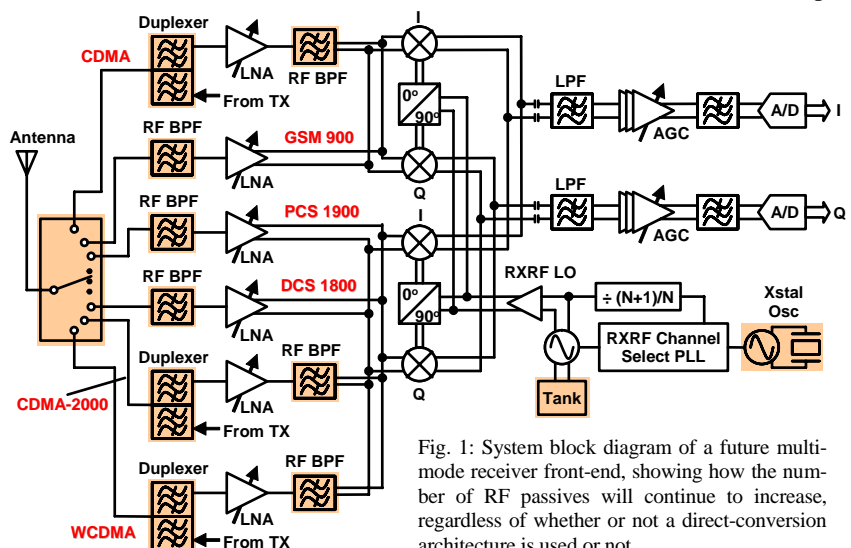 Duplexer
CDMA
LNA
RF BPF
From TX
I
0°
90°
Q
Antenna
RF BPF
GSM 900
LNA
RF BPF
PCS 1900
LNA
RF BPF
DCS 1800
LNA
I
0°
90°
Q
LPF
AGC
A/D
I
LPF
AGC
A/D
Q
RXRF LO
÷ (N+1)/N
Xstal
Osc
RXRF Channel
Select PLL
Tank
Duplexer
CDMA-2000
LNA
RF BPF
From TX
Duplexer
WCDMA
LNA
RF BPF
From TX
Fig. 1: System block diagram of a future multi-
mode receiver front-end, showing how the num-
ber of RF passives will continue to increase,
regardless of whether or not a direct-conversion
architecture is used or not